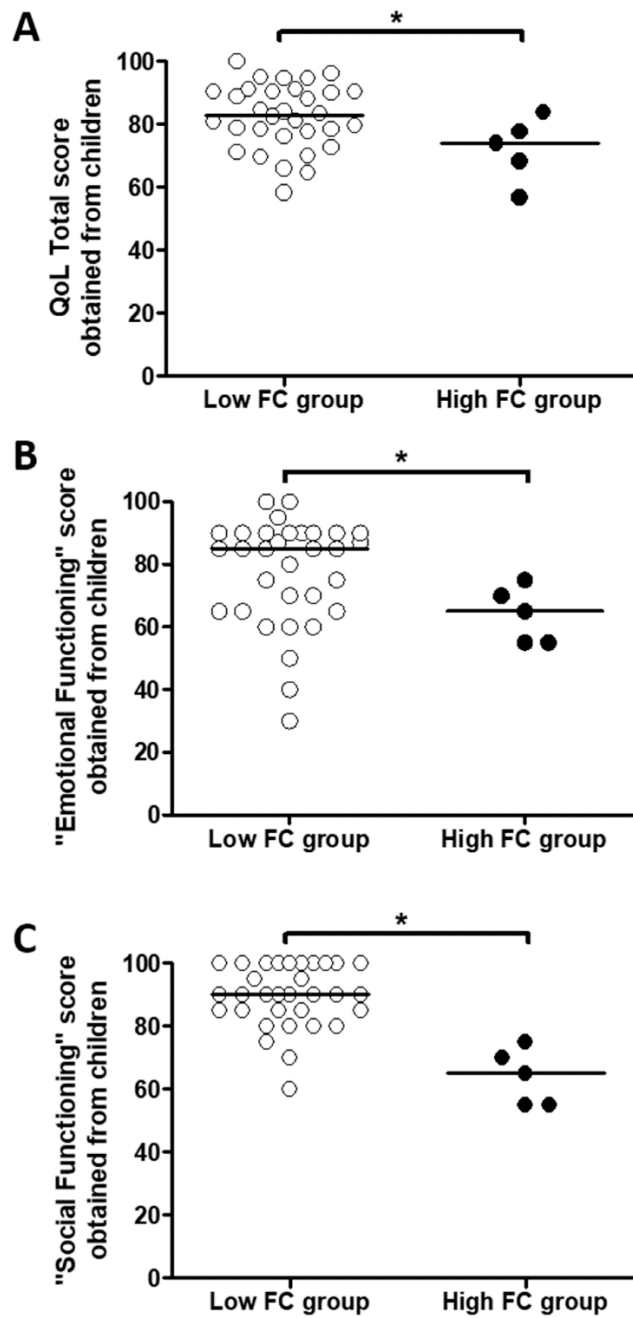 A
*
QoL Total score
obtained from children
100
80
60
40
20
0
Low FC group
High FC group
B
*
"Emotional Functioning" score
obtained from children
100
80
60
40
20
0
Low FC group
High FC group
C
*
"Social Functioning" score
obtained from children
100
80
60
40
20
0
Low FC group
High FC group